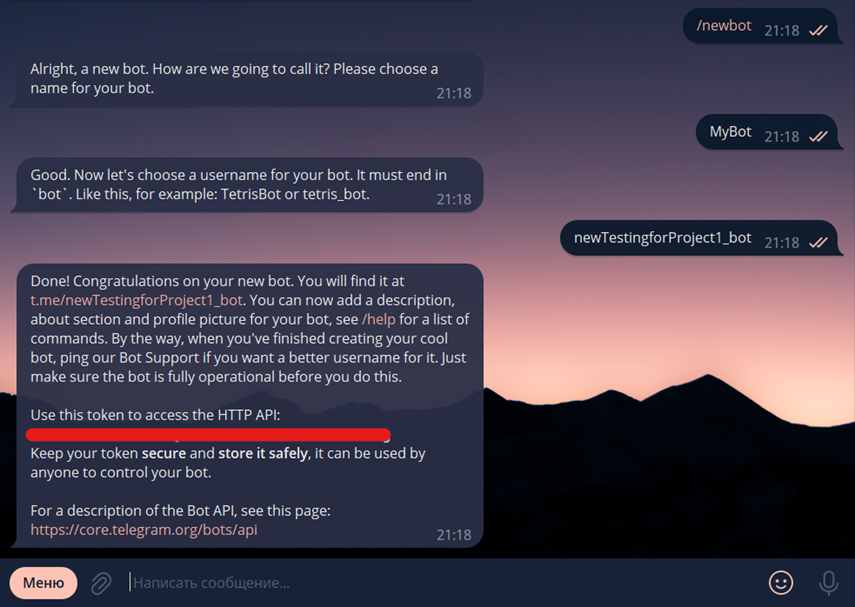 /newbot 21:18
Alright, a new bot. How are we going to call it? Please choose a
name for your bot.
21:18
MyBot 21:18
Good. Now let's choose a username for your bot. It must end in
`bot`. Like this, for example: TetrisBot or tetris_bot.
21:18
newTestingforProject1_bot 21:18
Done! Congratulations on your new bot. You will find it at
t.me/newTestingforProject1_bot. You can now add a description,
about section and profile picture for your bot, see /help for a list of
commands. By the way, when you've finished creating your cool
bot, ping our Bot Support if you want a better username for it. Just
make sure the bot is fully operational before you do this.
Use this token to access the HTTP API:
Keep your token secure and store it safely, it can be used by
anyone to control your bot.
For a description of the Bot API, see this page:
https://core.telegram.org/bots/api
21:18
Меню Написать сообщение...